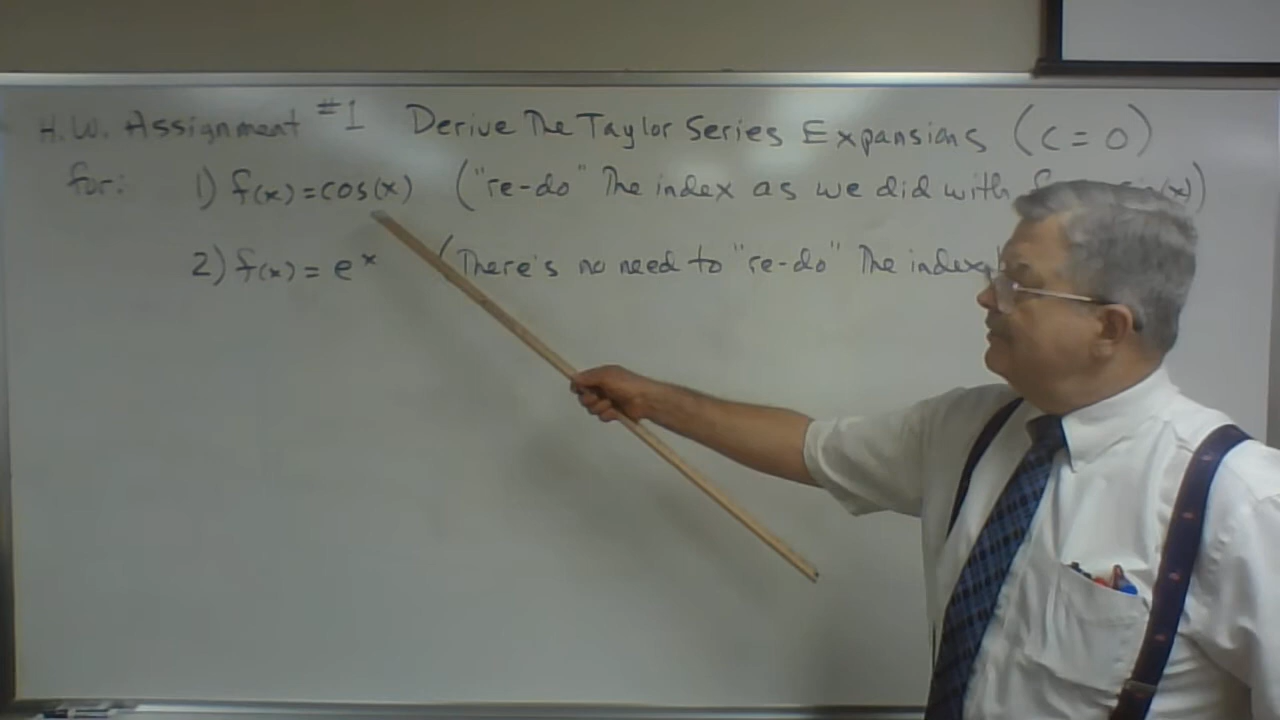 H.W. Assignment #1 Derive The Taylor Series Expansions (c = 0)
for: 1) f(x) = cos(x) ("re-do" The index as we did with
2) f(x) = e^x (There's no need to "re-do" The index